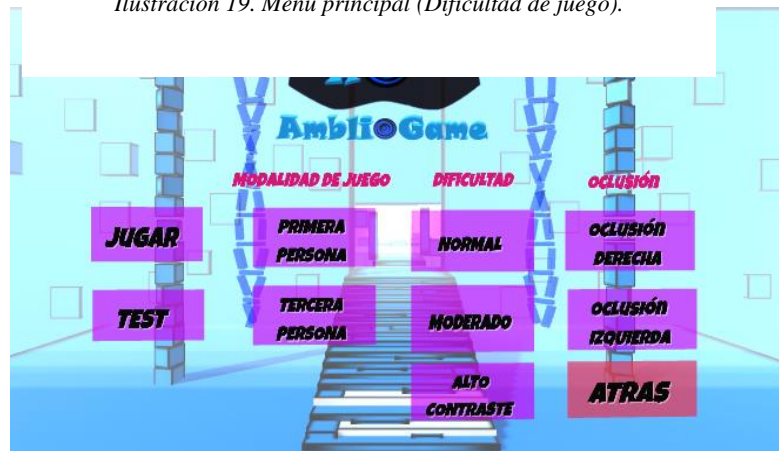 Ilustración 19. Menú principal (Dificultad de juego).
AmblioGame
MODALIDAD DE JUEGO
DIFICULTAD
OCLUSIÓN
JUGAR
PRIMERA
PERSONA
NORMAL
OCLUSIÓN
DERECHA
TEST
TERCERA
PERSONA
MODERADO
OCLUSIÓN
IZQUIERDA
ALTO
CONTRASTE
ATRAS